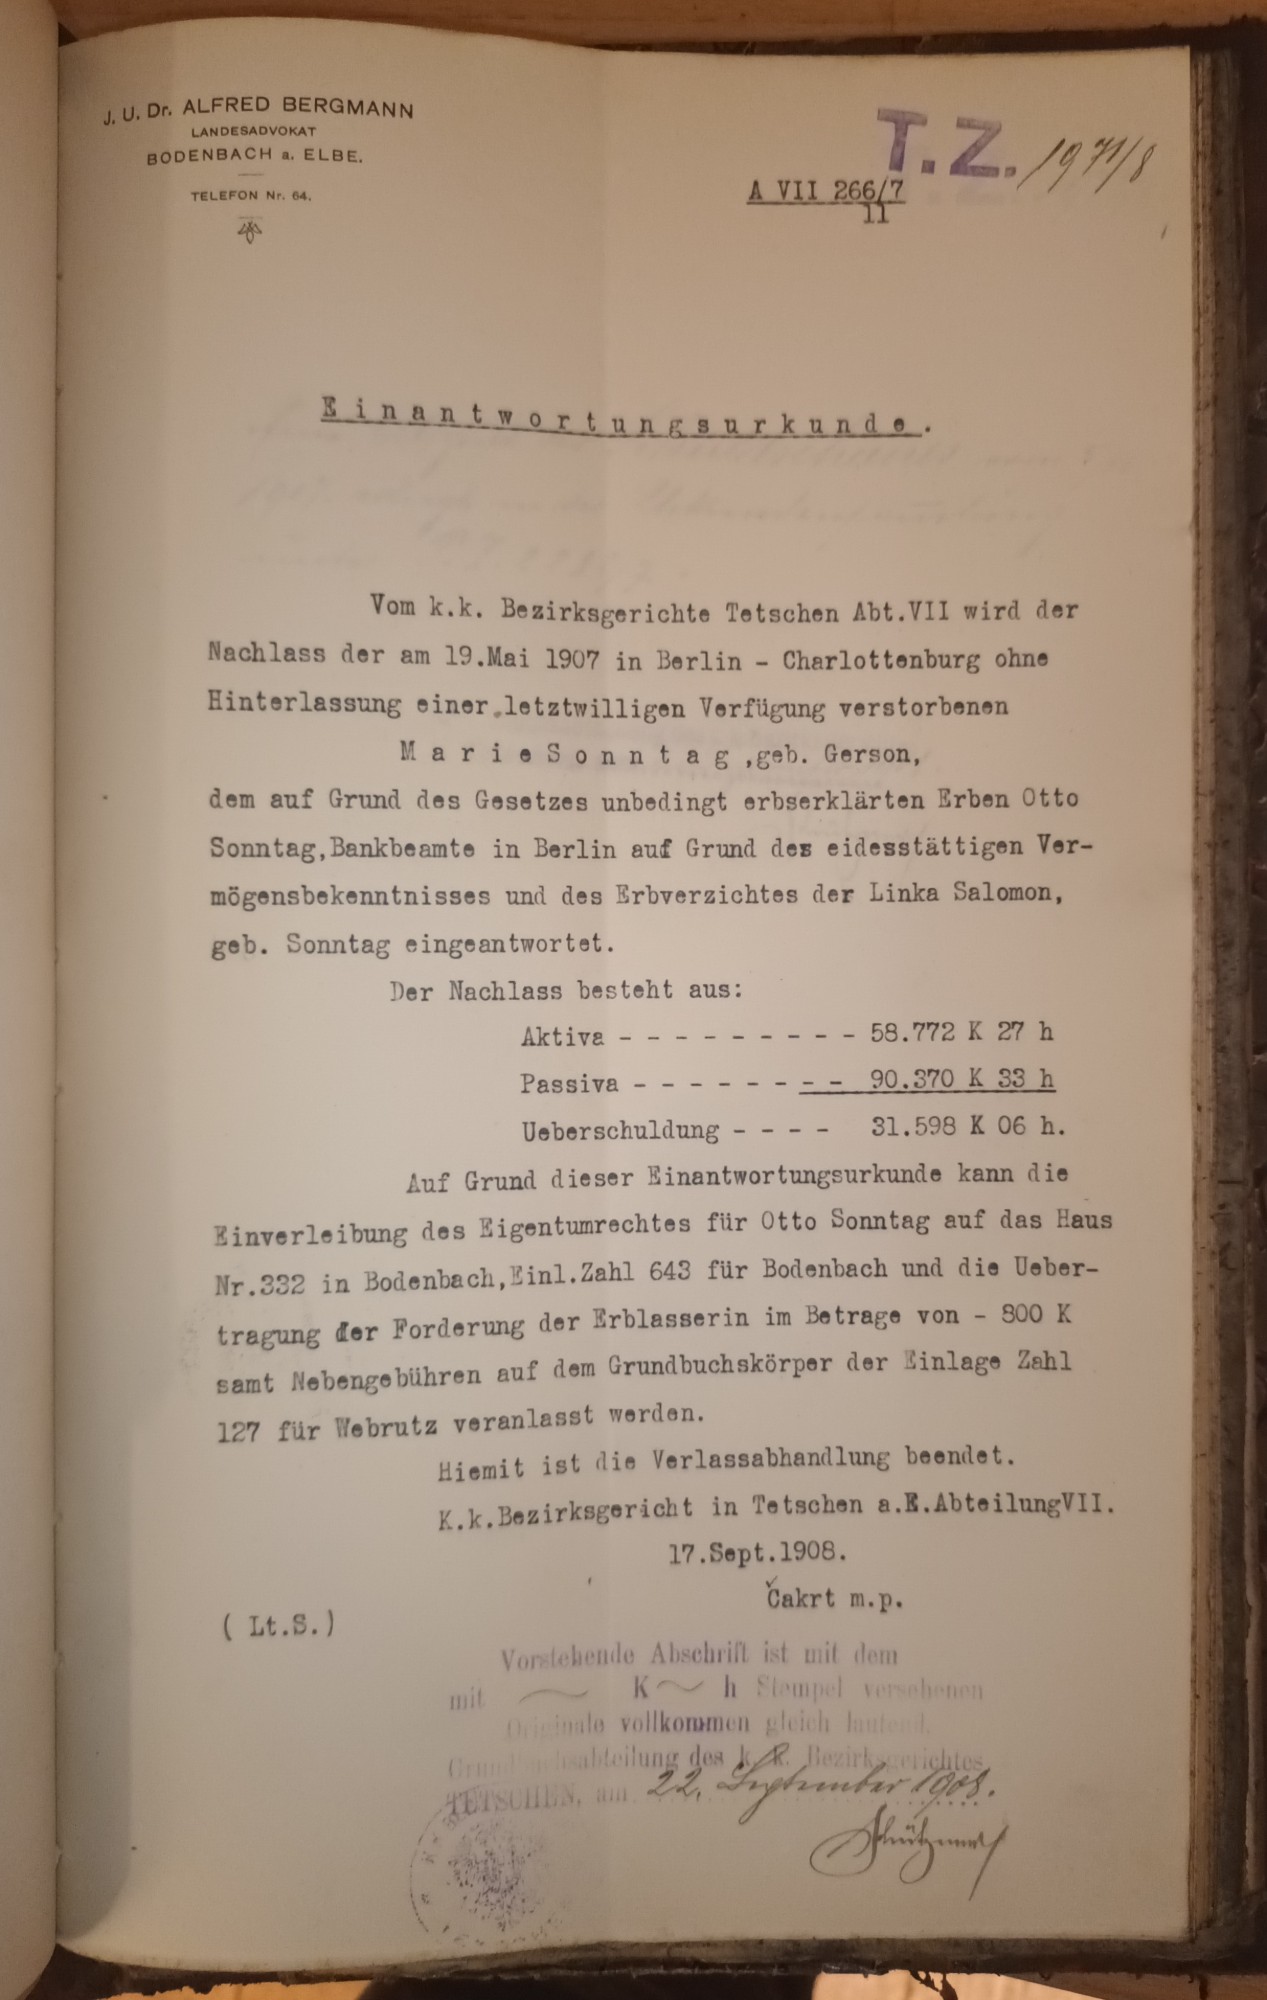 J. U. Dr. ALFRED BERGMANN
LANDESADVOKAT
BODENBACH a. ELBE.
TELEFON Nr. 64.
T. Z. 1971/8
A VII 266/7
11
Einantwortungsurkunde.
Vom k.k. Bezirksgerichte Tetschen Abt.VII wird der
Nachlass der am 19.Mai 1907 in Berlin - Charlottenburg ohne
Hinterlassung einer letztwilligen Verfügung verstorbenen
Marie Sonntag ,geb. Gerson,
dem auf Grund des Gesetzes unbedingt erbserklärten Erben Otto
Sonntag,Bankbeamte in Berlin auf Grund des eidesstättigen Ver-
mögensbekenntnisses und des Erbverzichtes der Linka Salomon,
geb. Sonntag eingeantwortet.
Der Nachlass besteht aus:
Aktiva - - - - - - - - - 58.772 K 27 h
Passiva - - - - - - - - 90.370 K 33 h
Ueberschuldung - - - - 31.598 K 06 h.
Auf Grund dieser Einantwortungsurkunde kann die
Einverleibung des Eigentumrechtes für Otto Sonntag auf das Haus
Nr.332 in Bodenbach,Einl.Zahl 643 für Bodenbach und die Ueber-
tragung der Forderung der Erblasserin im Betrage von - 800 K
samt Nebengebühren auf dem Grundbuchskörper der Einlage Zahl
127 für Webrutz veranlasst werden.
Hiemit ist die Verlassabhandlung beendet.
K.k.Bezirksgericht in Tetschen a.E.AbteilungVII.
17.Sept.1908.
Čakrt m.p.
( Lt.S.)
Vorstehende Abschrift ist mit dem
mit K h Stempel versehenen
Originale vollkommen gleich lautend.
Grundbuchsabteilung des k. k. Bezirksgerichtes
TETSCHEN, am 22. September 1908.